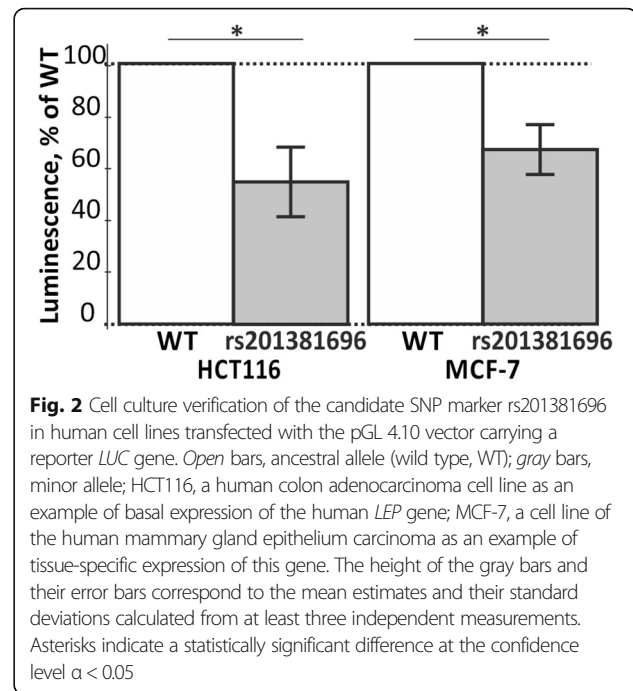 * *
100
80
60
40
20
0
Luminescence, % of WT
WT rs201381696 WT rs201381696
HCT116 MCF-7
Fig. 2 Cell culture verification of the candidate SNP marker rs201381696
in human cell lines transfected with the pGL 4.10 vector carrying a
reporter LUC gene. Open bars, ancestral allele (wild type, WT); gray bars,
minor allele; HCT116, a human colon adenocarcinoma cell line as an
example of basal expression of the human LEP gene; MCF-7, a cell line of
the human mammary gland epithelium carcinoma as an example of
tissue-specific expression of this gene. The height of the gray bars and
their error bars correspond to the mean estimates and their standard
deviations calculated from at least three independent measurements.
Asterisks indicate a statistically significant difference at the confidence
level α < 0.05